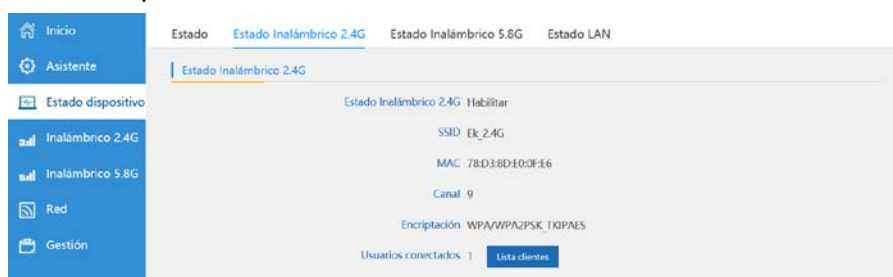 Inicio
Asistente
Estado dispositivo
Inalámbrico 2.4G
Inalámbrico 5.8G
Red
Gestión
Estado Estado Inalámbrico 2.4G Estado Inalámbrico 5.8G Estado LAN
Estado Inalámbrico 2.4G
Estado Inalámbrico 2.4G Habilitar
SSID Ek_2.4G
MAC 78:D3:8D:E0:0F:E6
Canal 9
Encriptación WPA/WPA2PSK_TKIPAES
Usuarios conectados 1 Lista clientes